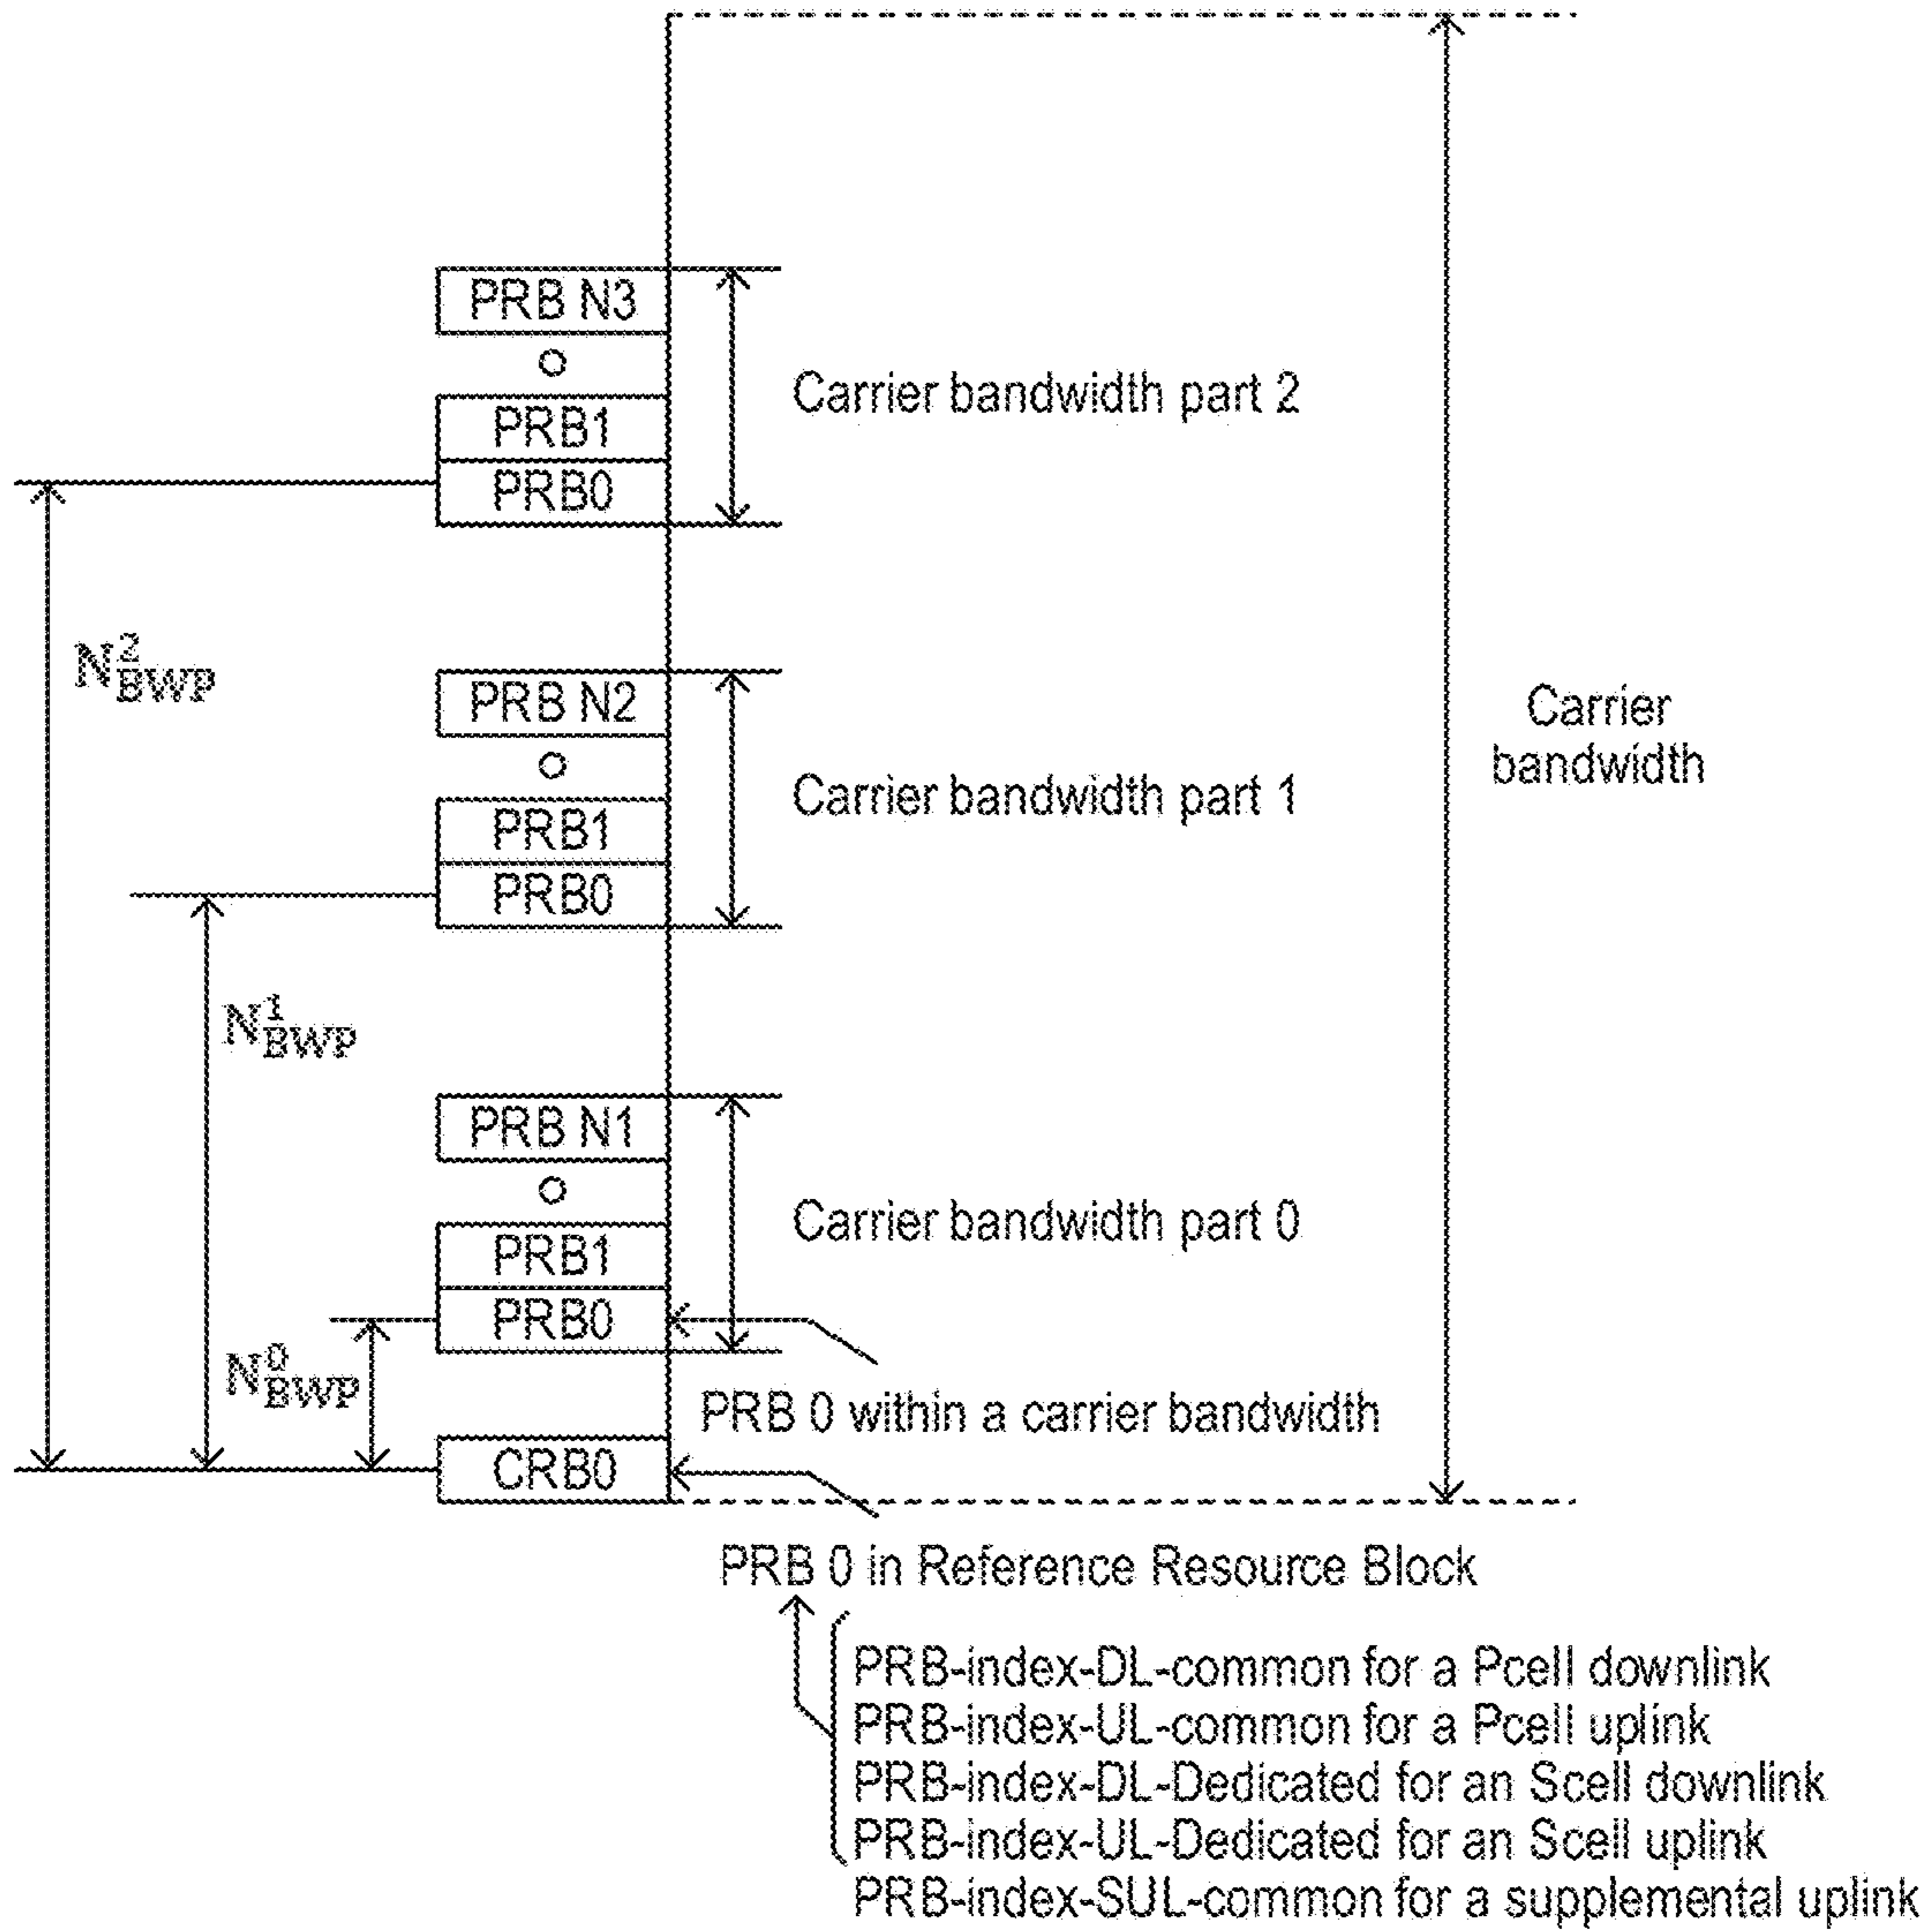 PRB N3
PRB1
Carrier bandwidth part 2
PRB0
N²_BWP
PRB N2
Carrier
bandwidth
PRB1
Carrier bandwidth part 1
PRB0
N¹_BWP
PRB N1
PRB1
Carrier bandwidth part 0
PRB0
N⁰_BWP
PRB 0 within a carrier bandwidth
CRB0
PRB 0 in Reference Resource Block
PRB-index-DL-common for a Pcell downlink
PRB-index-UL-common for a Pcell uplink
PRB-index-DL-Dedicated for an Scell downlink
PRB-index-UL-Dedicated for an Scell uplink
PRB-index-SUL-common for a supplemental uplink